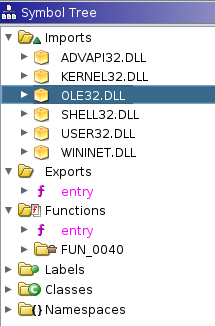 Symbol Tree
Imports
ADVAPI32.DLL
KERNEL32.DLL
OLE32.DLL
SHELL32.DLL
USER32.DLL
WININET.DLL
Exports
f entry
Functions
f entry
FUN_0040
Labels
Classes
Namespaces